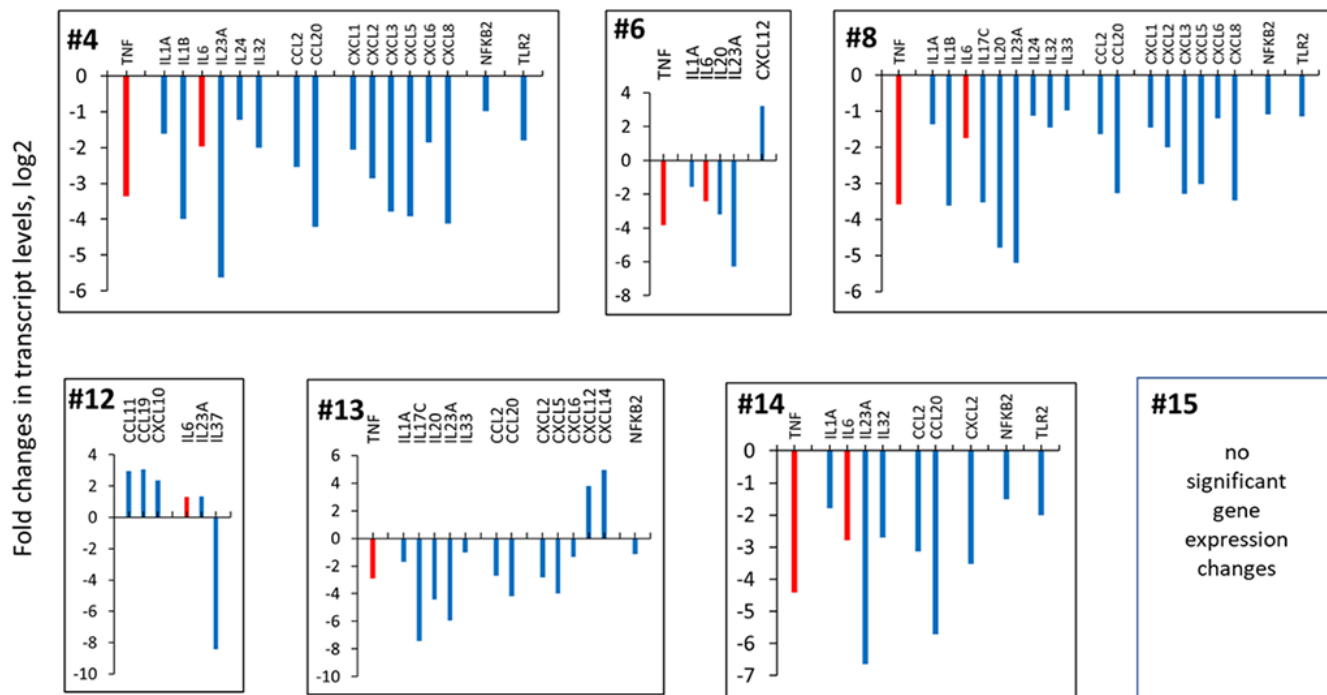 Fold changes in transcript levels, log2
#4
TNF
IL1A
IL1B
IL6
IL23A
IL24
IL32
CCL2
CCL20
CXCL1
CXCL2
CXCL3
CXCL5
CXCL6
CXCL8
NFKB2
TLR2
0
-1
-2
-3
-4
-5
-6
#6
TNF
IL1A
IL6
IL20
IL23A
CXCL12
4
2
0
-2
-4
-6
-8
#8
TNF
IL1A
IL1B
IL6
IL17C
IL20
IL23A
IL24
IL32
IL33
CCL2
CCL20
CXCL1
CXCL2
CXCL3
CXCL5
CXCL6
CXCL8
NFKB2
TLR2
0
-1
-2
-3
-4
-5
-6
#12
CCL11
CCL19
CXCL10
IL6
IL23A
IL37
4
2
0
-2
-4
-6
-8
-10
#13
TNF
IL1A
IL17C
IL20
IL23A
IL33
CCL2
CCL20
CXCL2
CXCL5
CXCL6
CXCL12
CXCL14
NFKB2
6
4
2
0
-2
-4
-6
-8
-10
#14
TNF
IL1A
IL6
IL23A
IL32
CCL2
CCL20
CXCL2
NFKB2
TLR2
0
-1
-2
-3
-4
-5
-6
-7
#15
no
significant
gene
expression
changes